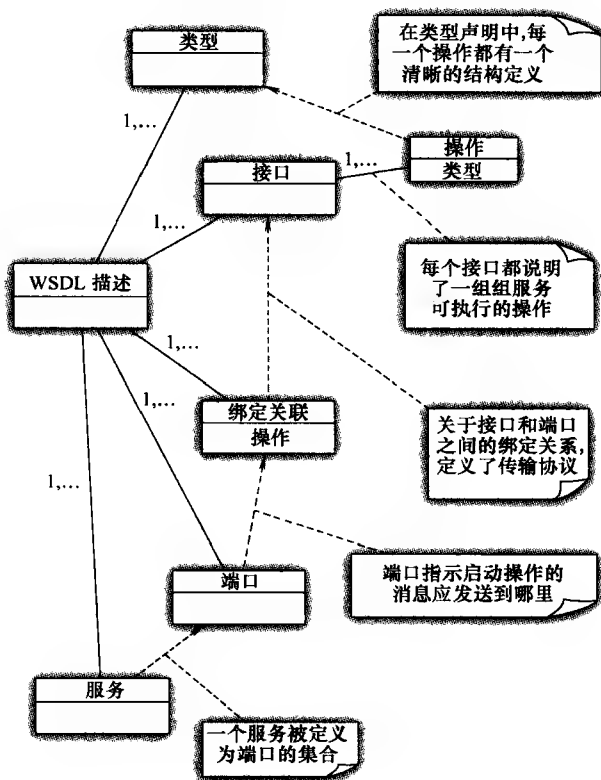 类型
在类型声明中,每
一个操作都有一个
清晰的结构定义
1,...
操作
类型
1,...
接口
1,...
WSDL 描述
每个接口都说明
了一组组服务
可执行的操作
1,...
绑定关联
操作
1,...
关于接口和端口
之间的绑定关系,
定义了传输协议
1,...
端口
端口指示启动操作的
消息应发送到哪里
服务
一个服务被定义
为端口的集合